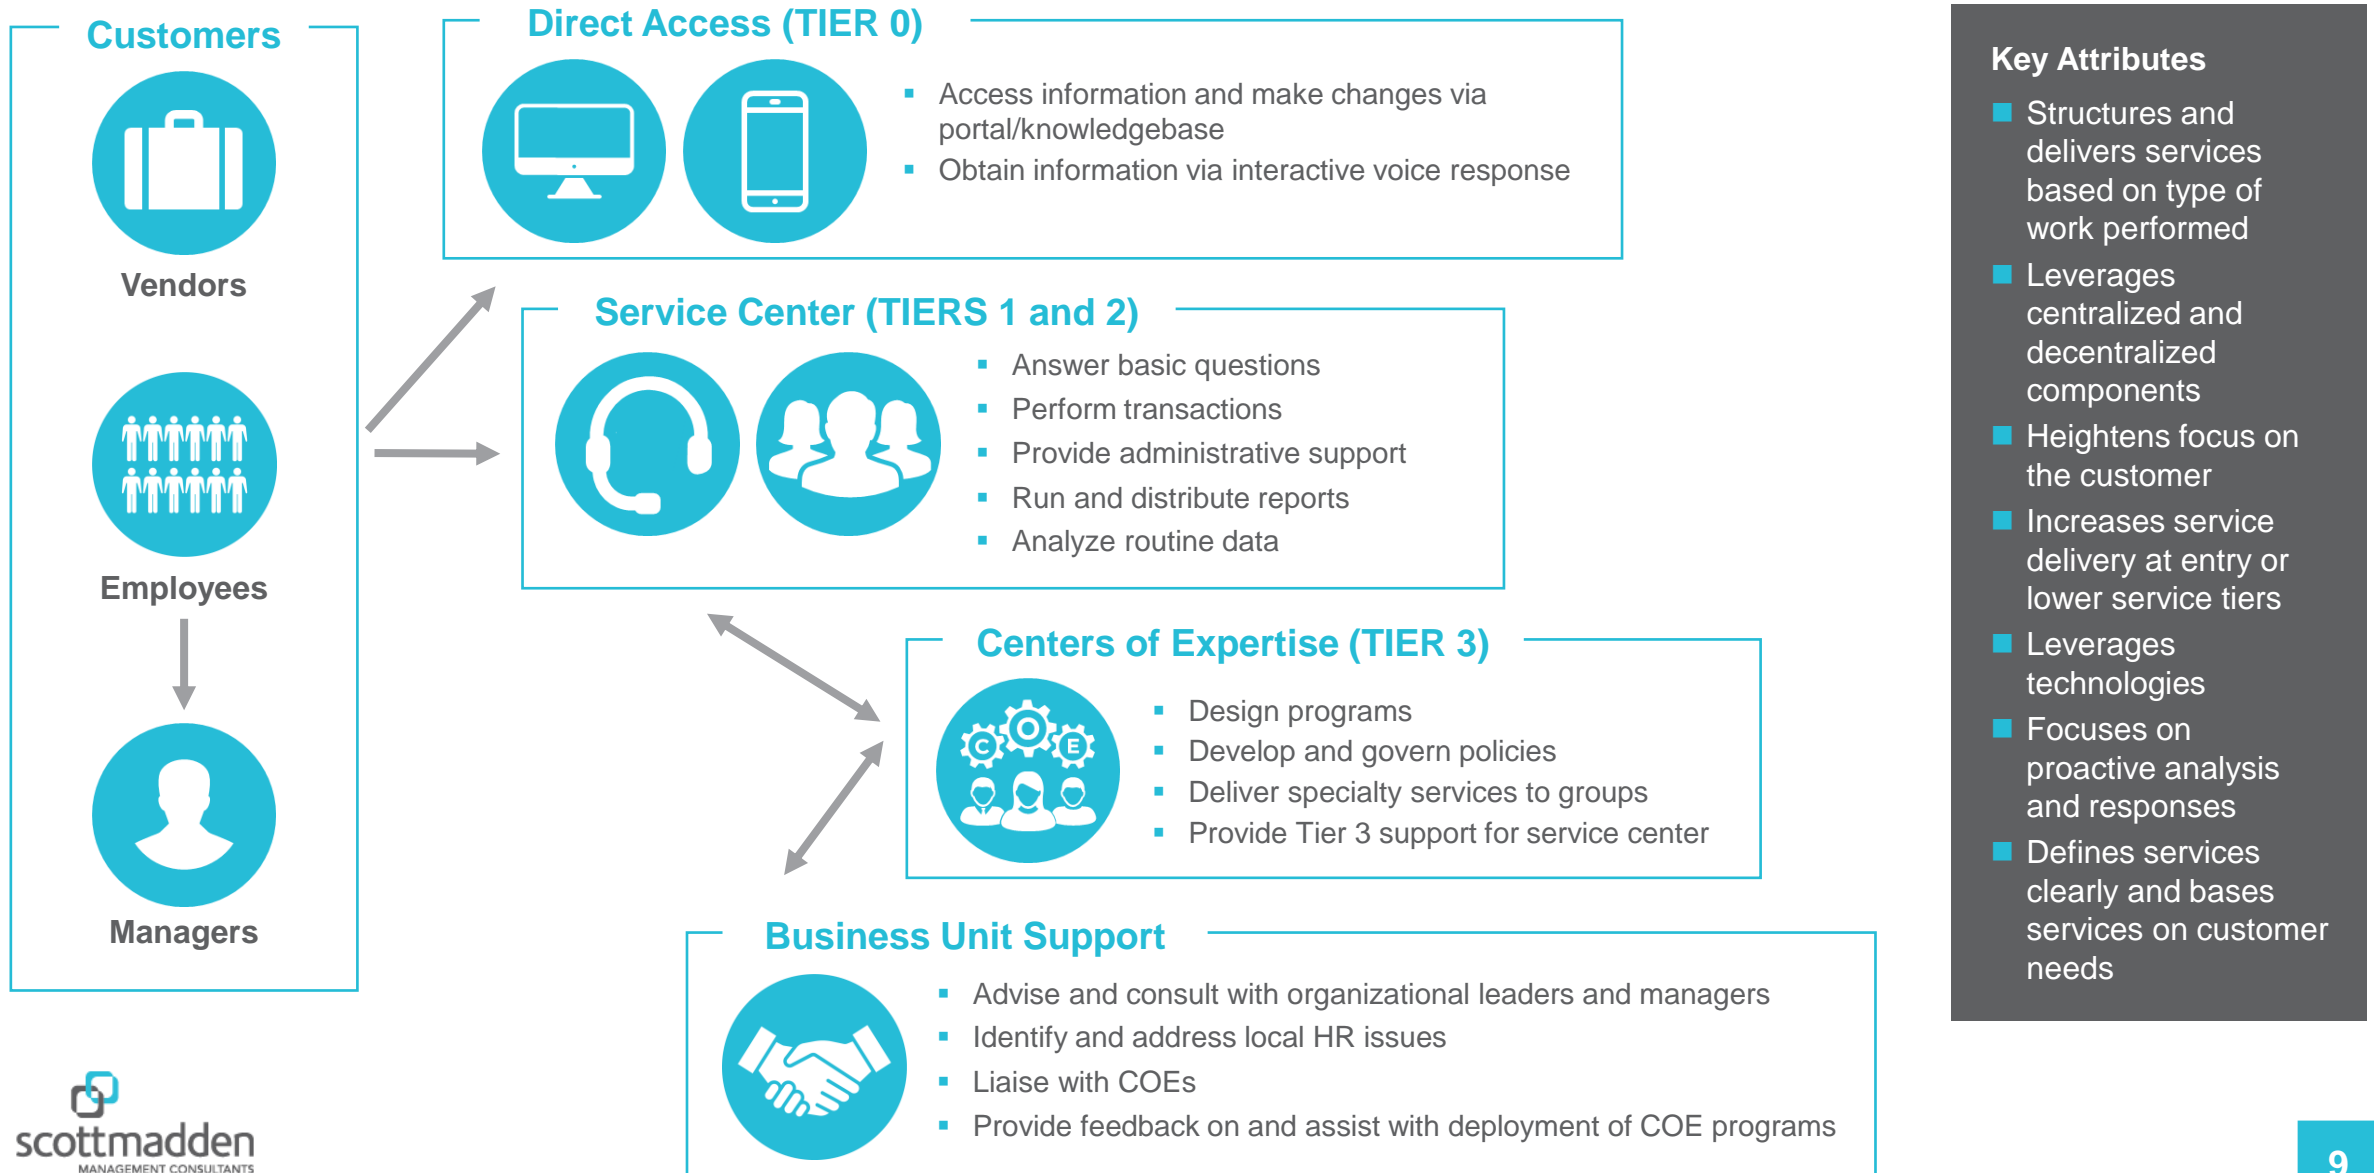 Customers
Vendors
Employees
Managers
Direct Access (TIER 0)
Access information and make changes via
portal/knowledgebase
Obtain information via interactive voice response
Service Center (TIERS 1 and 2)
Answer basic questions
Perform transactions
Provide administrative support
Run and distribute reports
Analyze routine data
Centers of Expertise (TIER 3)
C O E
Design programs
Develop and govern policies
Deliver specialty services to groups
Provide Tier 3 support for service center
Business Unit Support
Advise and consult with organizational leaders and managers
Identify and address local HR issues
Liaise with COEs
Provide feedback on and assist with deployment of COE programs
Key Attributes
Structures and
delivers services
based on type of
work performed
Leverages
centralized and
decentralized
components
Heightens focus on
the customer
Increases service
delivery at entry or
lower service tiers
Leverages
technologies
Focuses on
proactive analysis
and responses
Defines services
clearly and bases
services on customer
needs
scottmadden
MANAGEMENT CONSULTANTS
9